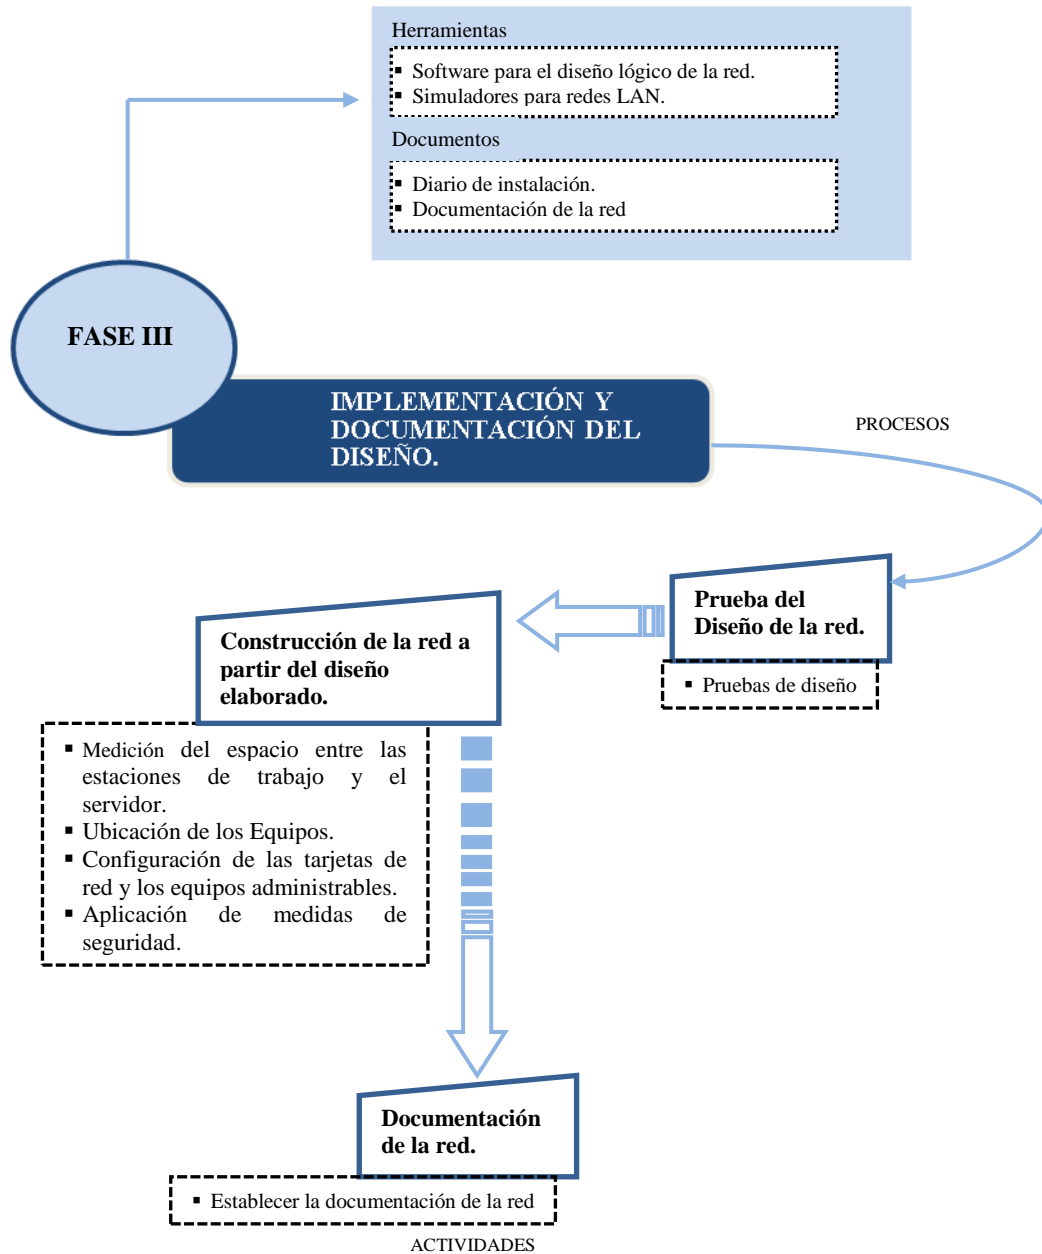 Herramientas
▪ Software para el diseño lógico de la red.
▪ Simuladores para redes LAN.
Documentos
▪ Diario de instalación.
▪ Documentación de la red
FASE III
IMPLEMENTACIÓN Y
DOCUMENTACIÓN DEL
DISEÑO.
PROCESOS
Prueba del
Diseño de la red.
▪ Pruebas de diseño
Construcción de la red a
partir del diseño
elaborado.
▪ Medición del espacio entre las
estaciones de trabajo y el
servidor.
▪ Ubicación de los Equipos.
▪ Configuración de las tarjetas de
red y los equipos administrables.
▪ Aplicación de medidas de
seguridad.
Documentación
de la red.
▪ Establecer la documentación de la red
ACTIVIDADES